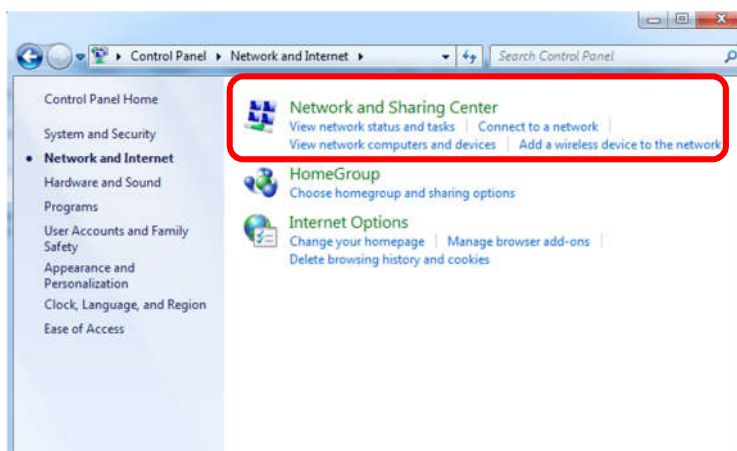 Control Panel Network and Internet Search Control Panel
Control Panel Home
System and Security
Network and Internet
Hardware and Sound
Programs
User Accounts and Family
Safety
Appearance and
Personalization
Clock, Language, and Region
Ease of Access
Network and Sharing Center
View network status and tasks Connect to a network
View network computers and devices Add a wireless device to the network
HomeGroup
Choose homegroup and sharing options
Internet Options
Change your homepage Manage browser add-ons
Delete browsing history and cookies